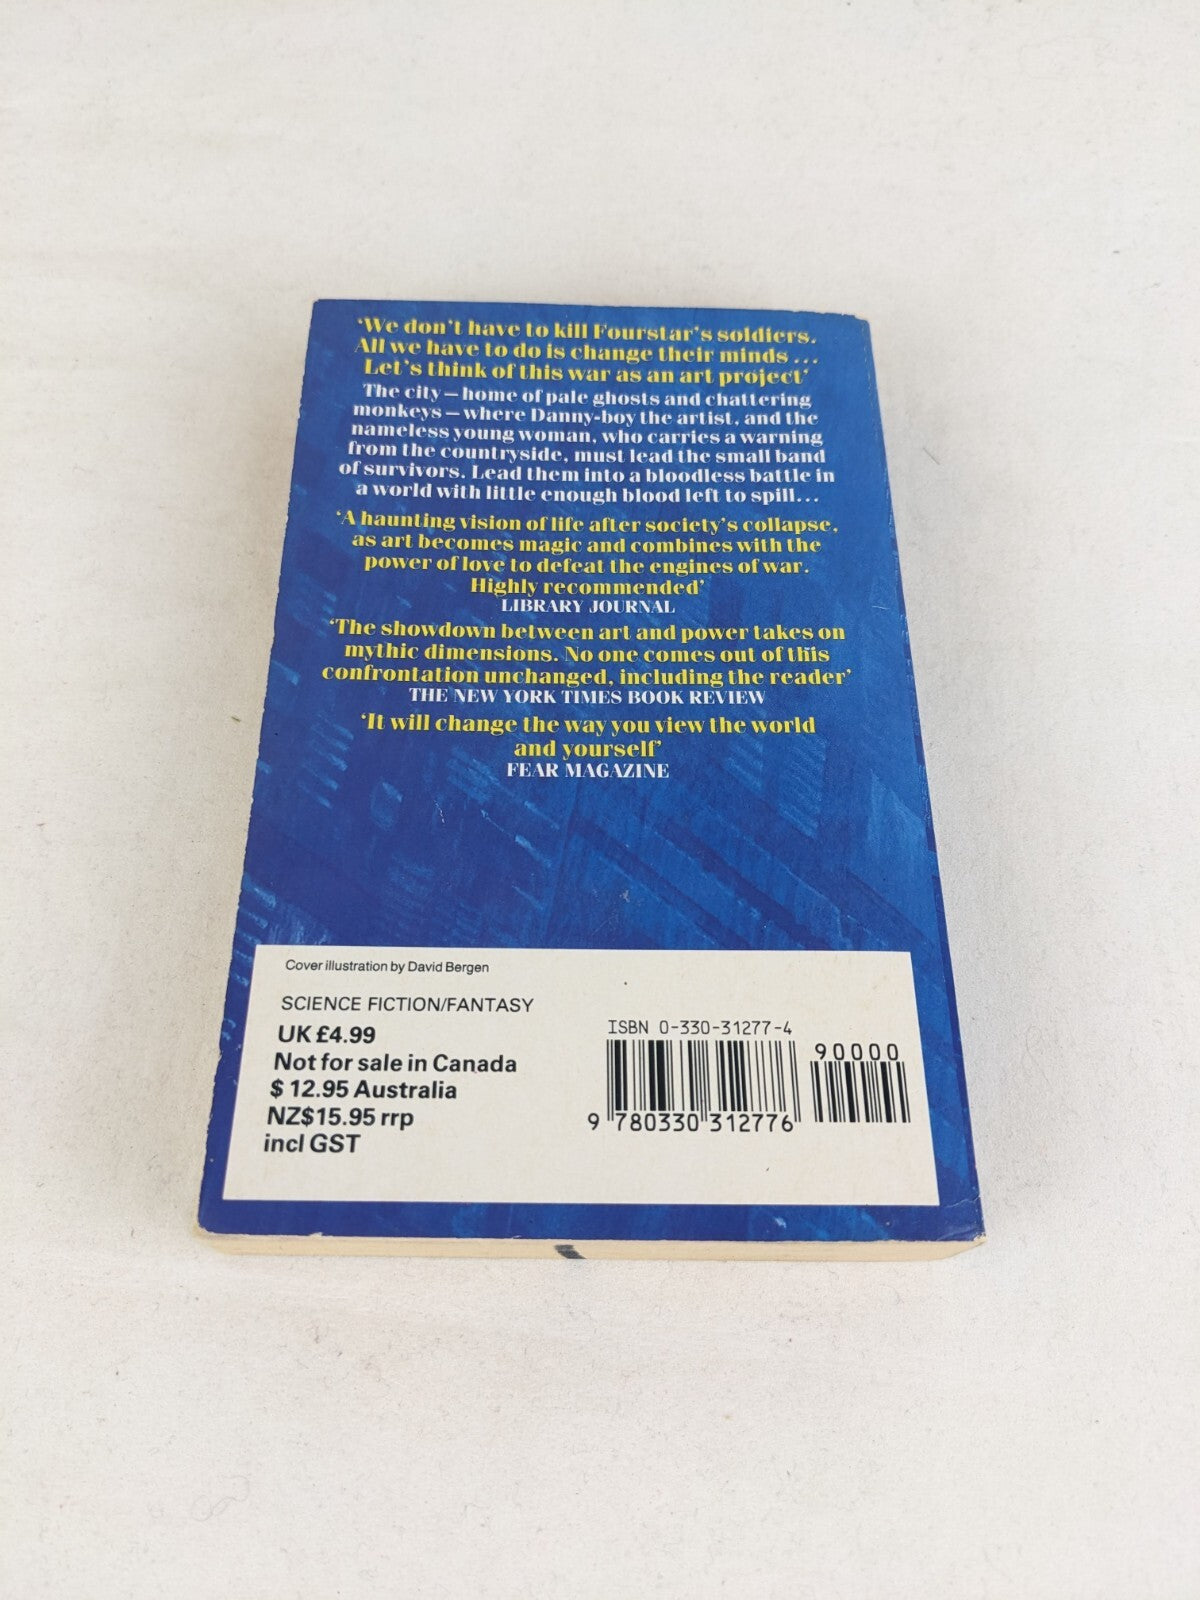 ‘We don’t have to kill Fourstar’s soldiers.
All we have to do is change their minds ...
Let’s think of this war as an art project’
The city – home of pale ghosts and chattering
monkeys – where Danny-boy the artist, and the
nameless young woman, who carries a warning
from the countryside, must lead the small band
of survivors. Lead them into a bloodless battle in
a world with little enough blood left to spill...
‘A haunting vision of life after society’s collapse,
as art becomes magic and combines with the
power of love to defeat the engines of war.
Highly recommended’
LIBRARY JOURNAL
‘The showdown between art and power takes on
mythic dimensions. No one comes out of this
confrontation unchanged, including the reader’
THE NEW YORK TIMES BOOK REVIEW
‘It will change the way you view the world
and yourself’
FEAR MAGAZINE
Cover illustration by David Bergen
SCIENCE FICTION/FANTASY
UK £4.99
Not for sale in Canada
$ 12.95 Australia
NZ$15.95 rrp
incl GST
ISBN 0-330-31277-4
90000
9 780330 312776